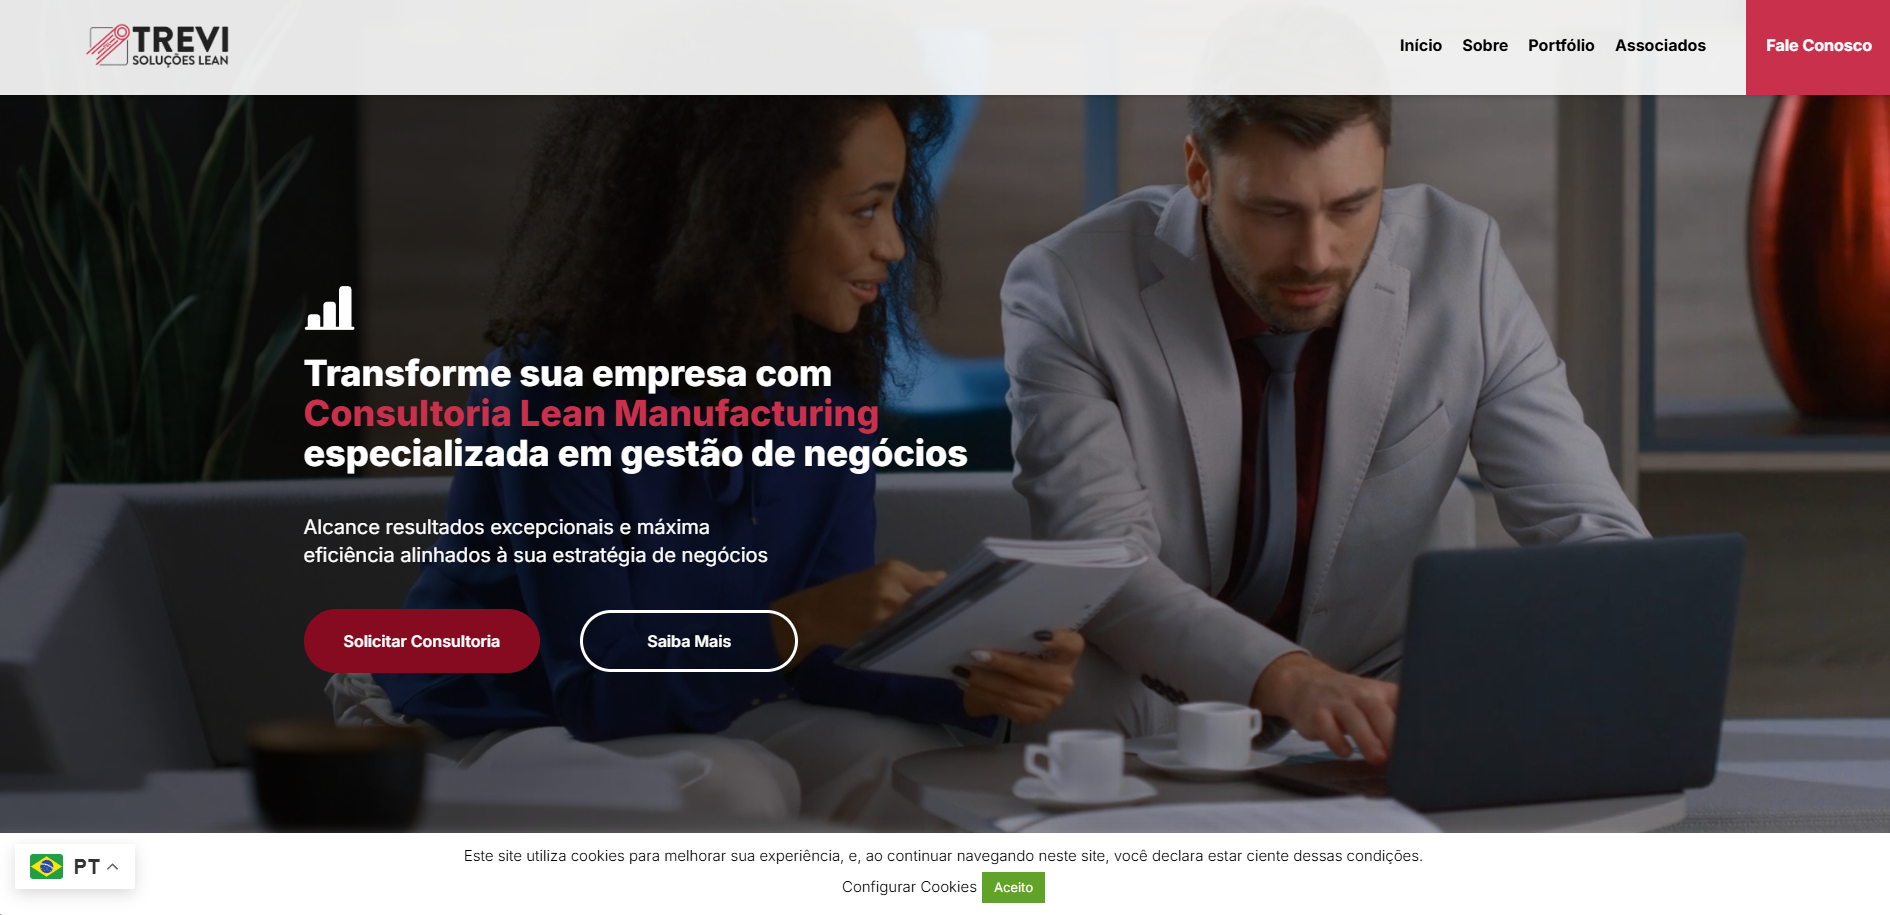 TREVI
SOLUÇÕES LEAN
Início
Sobre
Portfólio
Associados
Fale Conosco
Transforme sua empresa com
Consultoria Lean Manufacturing
especializada em gestão de negócios
Alcance resultados excepcionais e máxima
eficiência alinhados à sua estratégia de negócios
Solicitar Consultoria
Saiba Mais
Este site utiliza cookies para melhorar sua experiência, e, ao continuar navegando neste site, você declara estar ciente dessas condições.
Configurar Cookies
Aceito
PT